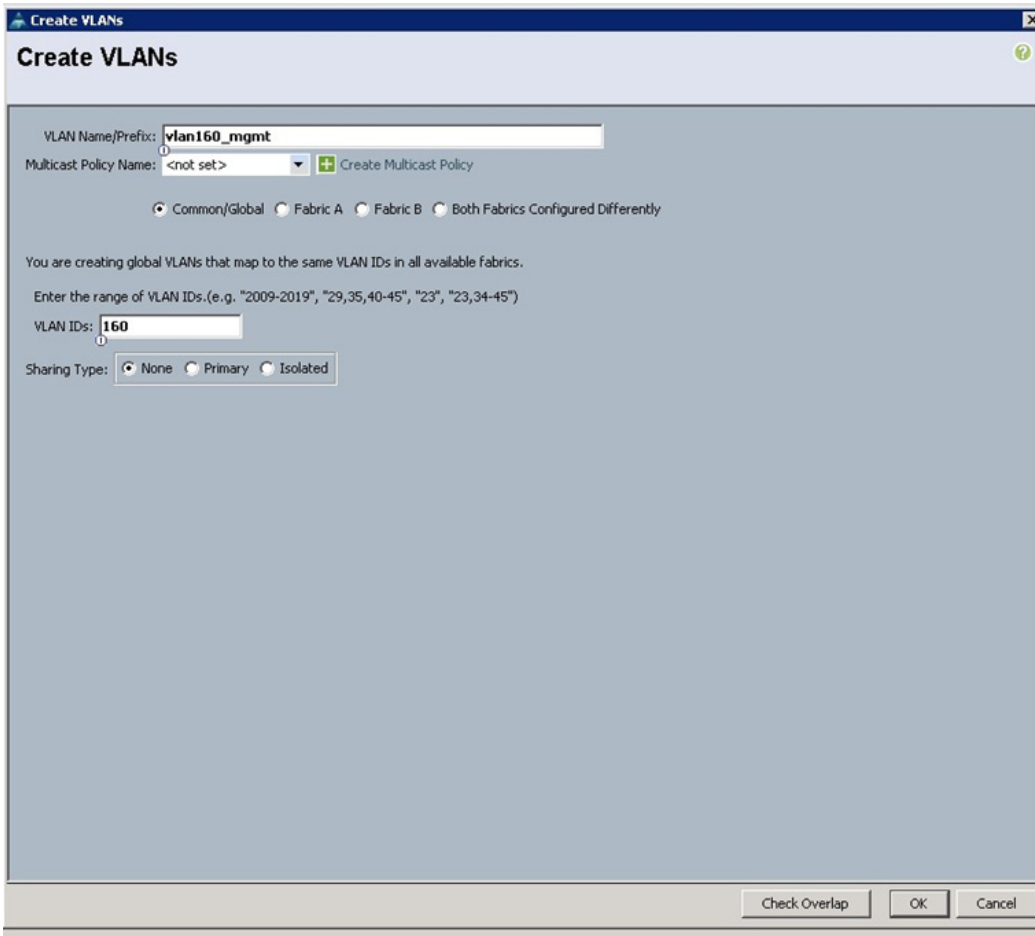 Create VLANs
Create VLANs
VLAN Name/Prefix: vlan160_mgmt
Multicast Policy Name: <not set> Create Multicast Policy
Common/Global Fabric A Fabric B Both Fabrics Configured Differently
You are creating global VLANs that map to the same VLAN IDs in all available fabrics.
Enter the range of VLAN IDs.(e.g. "2009-2019", "29,35,40-45", "23", "23,34-45")
VLAN IDs: 160
Sharing Type: None Primary Isolated
Check Overlap OK Cancel